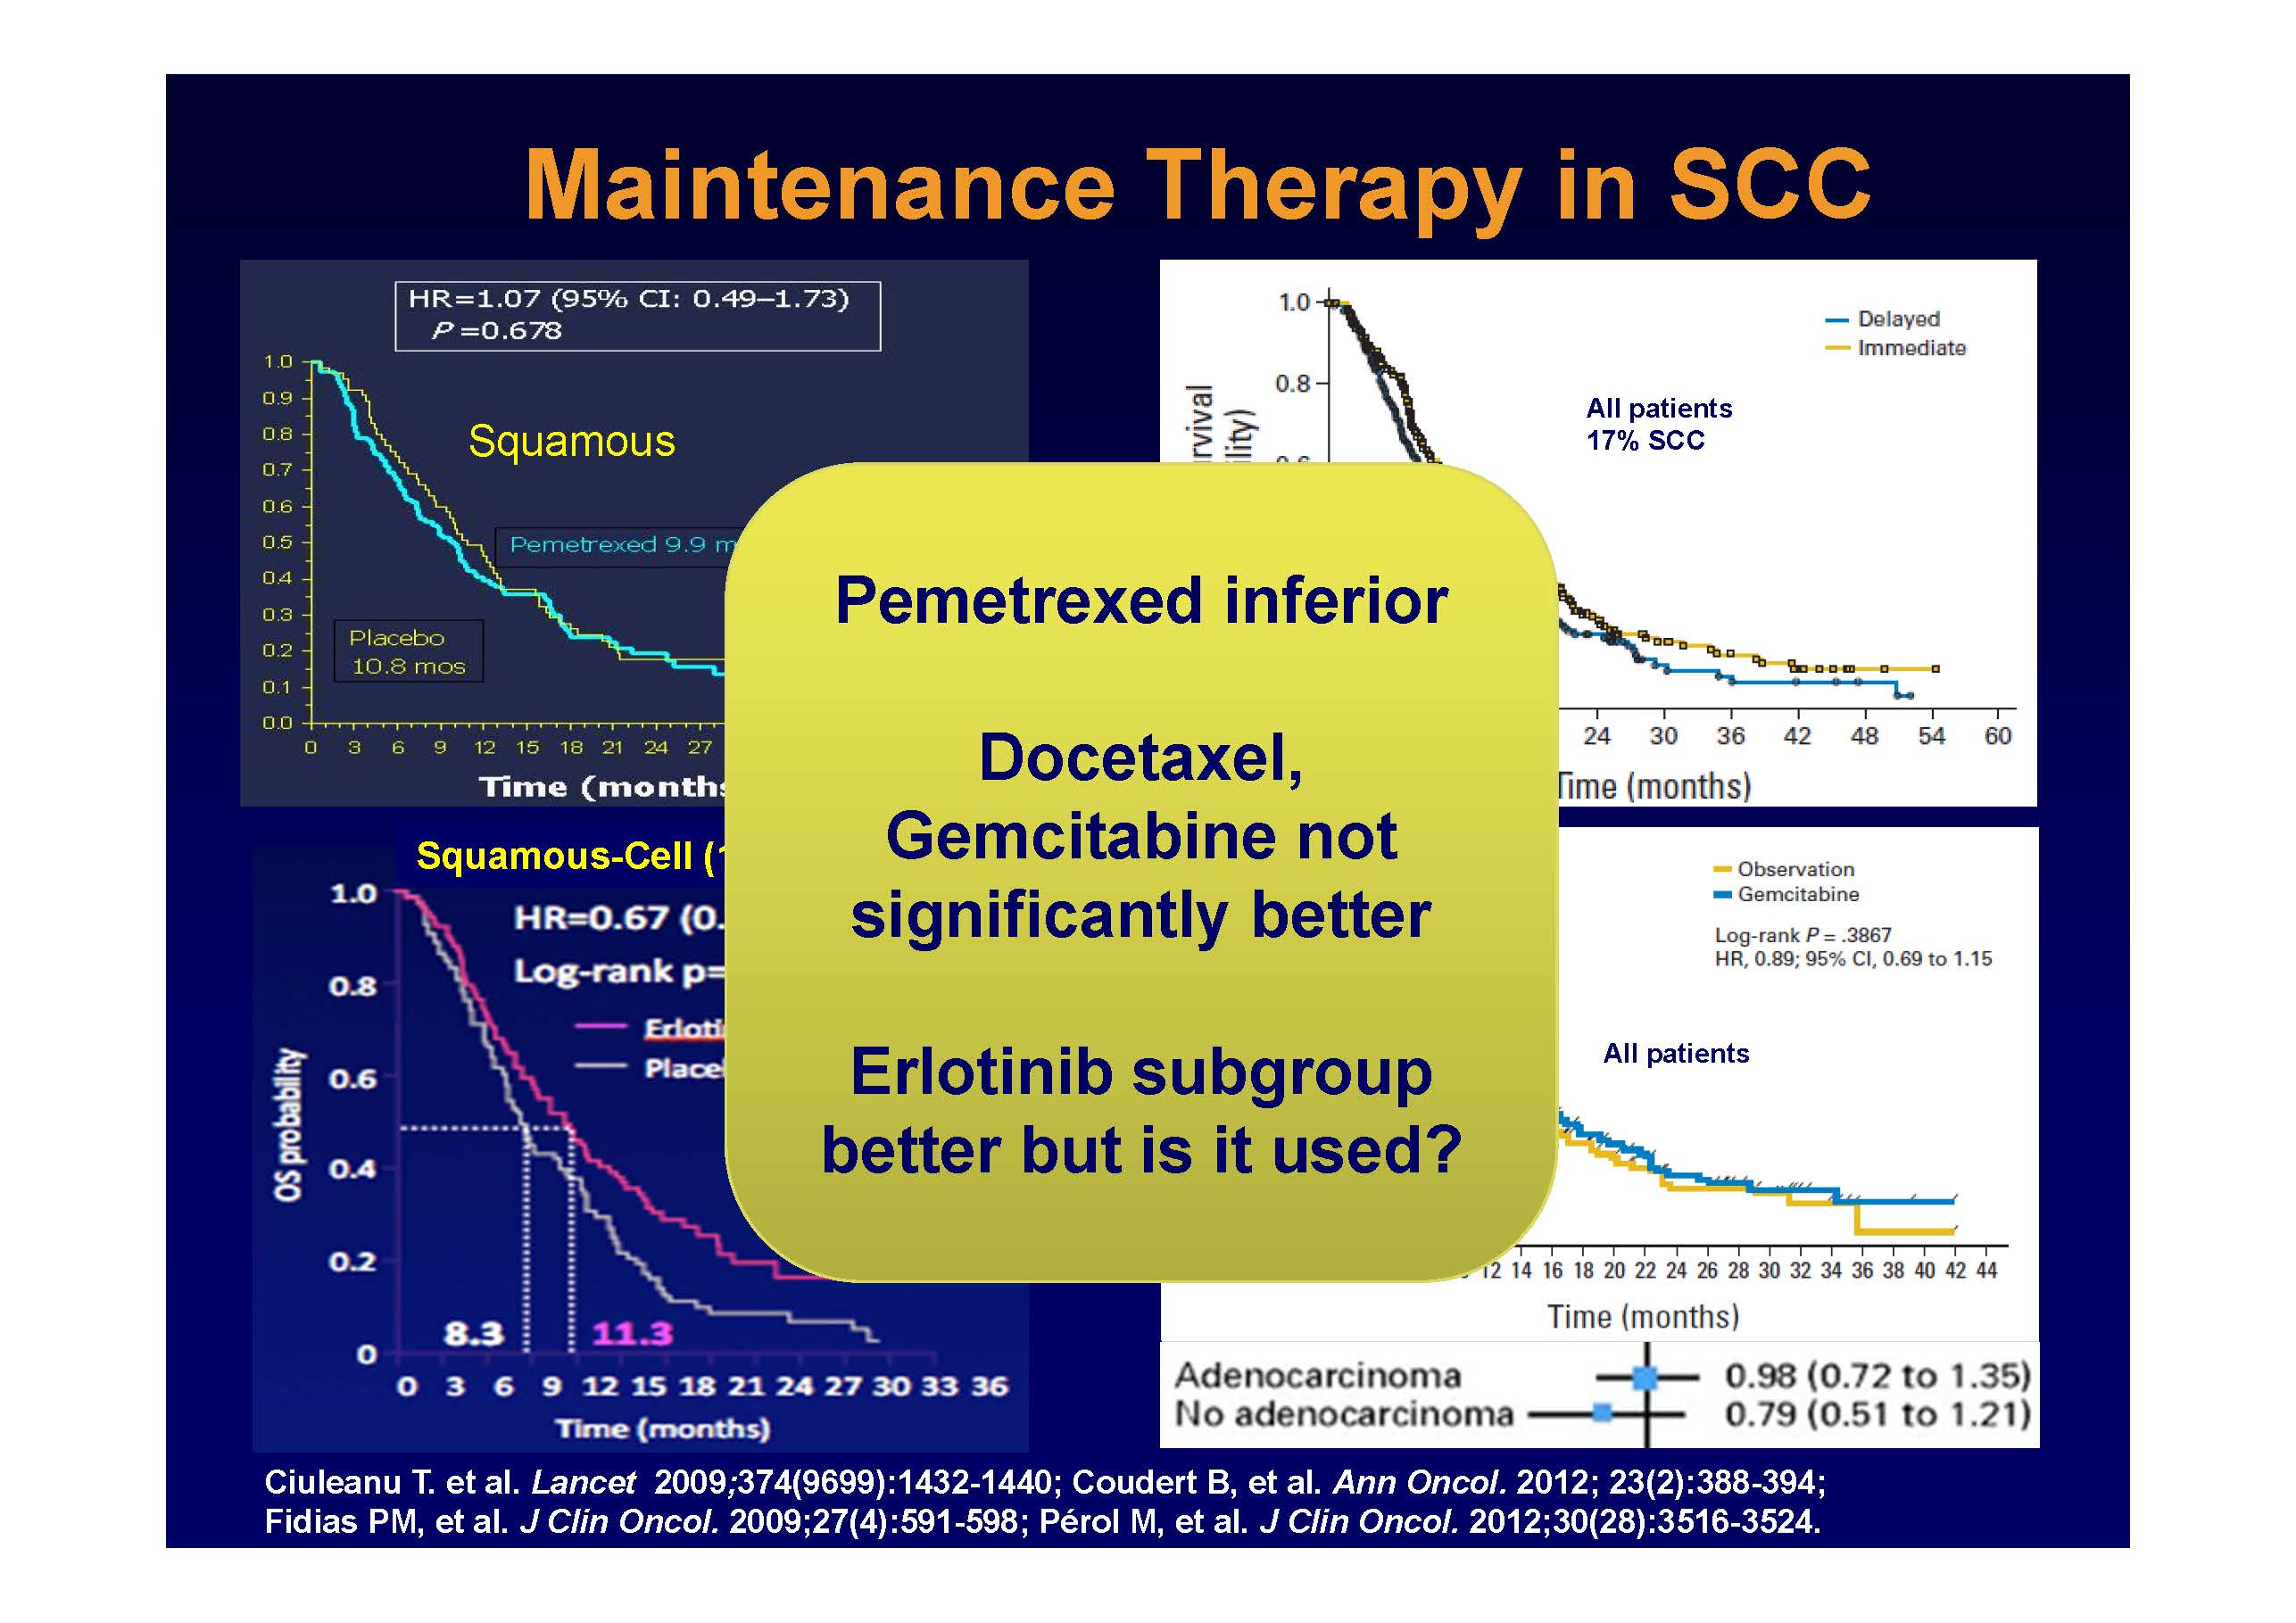 Maintenance Therapy in SCC
HR=1.07 (95% CI: 0.49–1.73)
P =0.678
1.0
0.9
0.8
0.7
0.6
0.5
0.4
0.3
0.2
0.1
0.0
Squamous
Pemetrexed 9.9
Placebo
10.8 mos
0 3 6 9 12 15 18 21 24 27
Time (months
1.0
0.8
Delayed
Immediate
All patients
17% SCC
24 30 36 42 48 54 60
Time (months)
Pemetrexed inferior
Docetaxel,
Gemcitabine not
significantly better
Erlotinib subgroup
better but is it used?
Squamous-Cell (
HR=0.67 (0.
Log-rank p=
OS probability
1.0
0.8
0.6
0.4
0.2
0
8.3 11.3
0 3 6 9 12 15 18 21 24 27 30 33 36
Time (months)
Observation
Gemcitabine
Log-rank P = .3867
HR, 0.89; 95% CI, 0.69 to 1.15
All patients
12 14 16 18 20 22 24 26 28 30 32 34 36 38 40 42 44
Time (months)
Adenocarcinoma 0.98 (0.72 to 1.35)
No adenocarcinoma 0.79 (0.51 to 1.21)
Ciuleanu T. et al. Lancet 2009;374(9699):1432-1440; Coudert B, et al. Ann Oncol. 2012; 23(2):388-394;
Fidias PM, et al. J Clin Oncol. 2009;27(4):591-598; Pérol M, et al. J Clin Oncol. 2012;30(28):3516-3524.